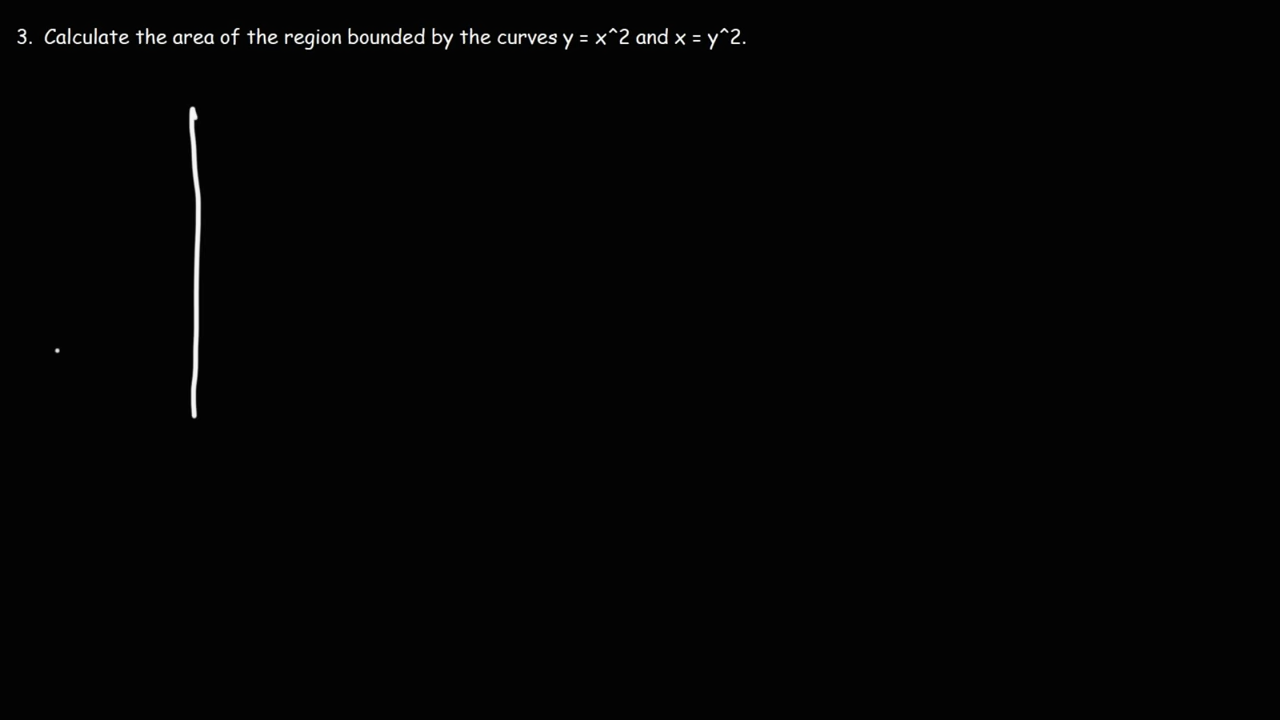 3. Calculate the area of the region bounded by the curves y = x^2 and x = y^2.